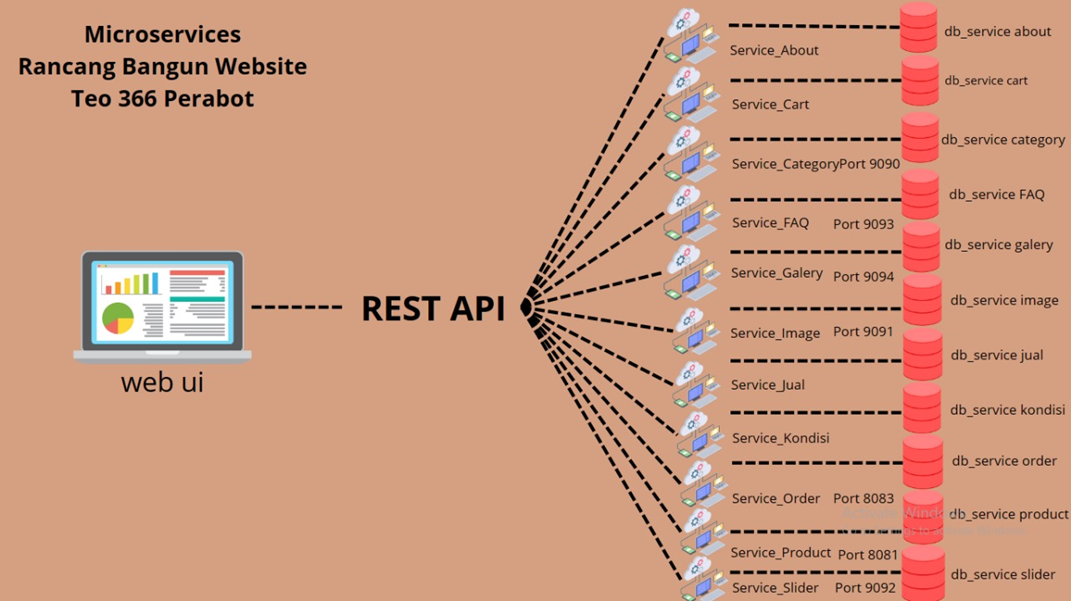 Microservices
Rancang Bangun Website
Teo 366 Perabot
web ui
REST API
Service_About
db_service about
Service_Cart
db_service cart
Service_CategoryPort 9090
db_service category
Service_FAQ Port 9093
db_service FAQ
Service_Galery Port 9094
db_service galery
Service_Image Port 9091
db_service image
Service_Jual
db_service jual
Service_Kondisi
db_service kondisi
Service_Order Port 8083
db_service order
Service_Product Port 8081
db_service product
Service_Slider Port 9092
db_service slider